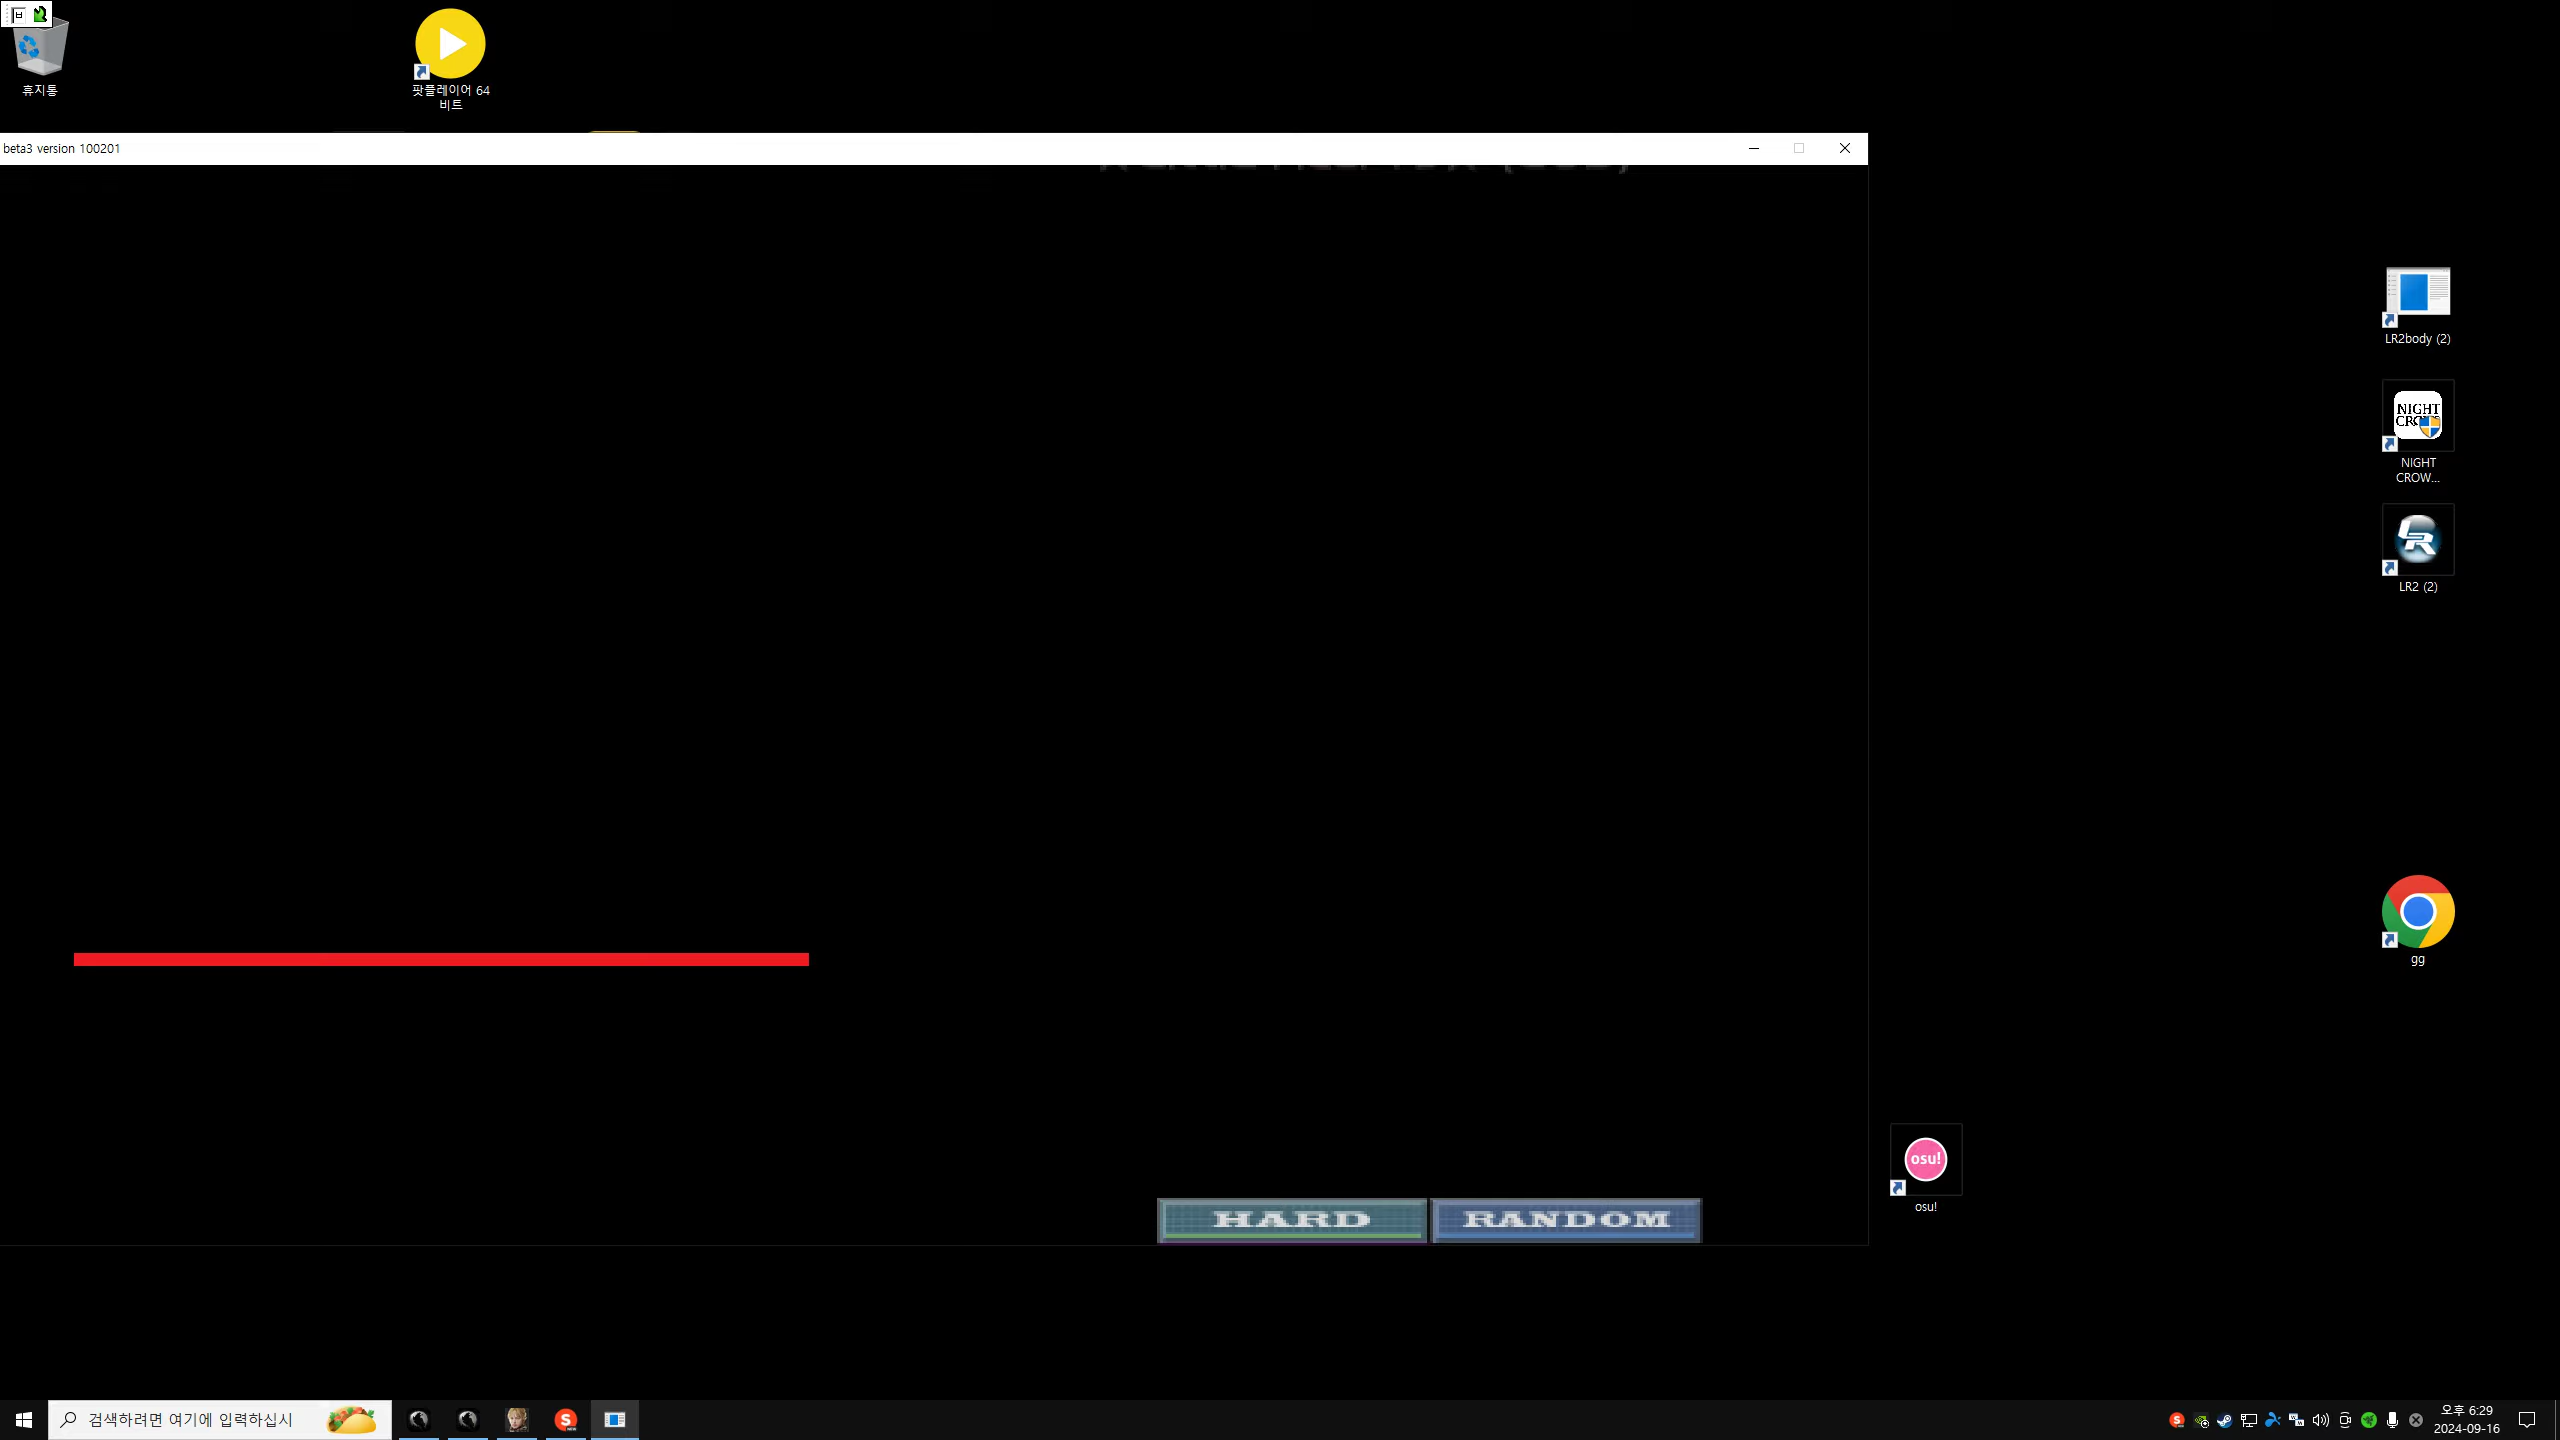 휴지통
팟플레이어 64
비트
beta3 version 100201
LR2body (2)
NIGHT
CROW...
LR2 (2)
gg
osu!
osu!
HARD
RANDOM
검색하려면 여기에 입력하십시
오후 6:29
2024-09-16